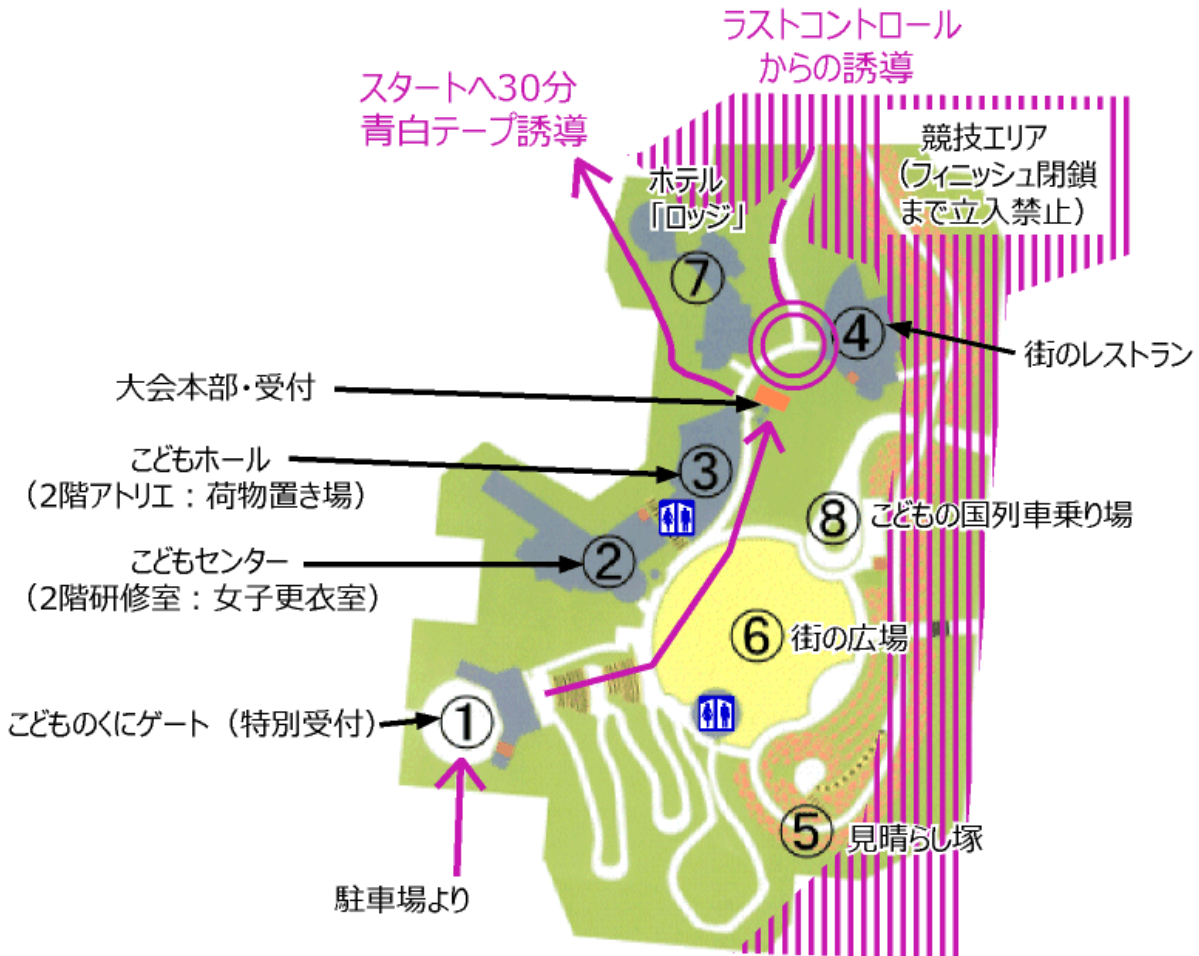 ラストコントロール
からの誘導
スタートへ30分
青白テープ誘導
競技エリア
（フィニッシュ閉鎖
まで立入禁止）
ホテル
「ロッジ」
⑦
④
街のレストラン
大会本部・受付
こどもホール
（2階アトリエ：荷物置き場）
③
⑧
こどもの国列車乗り場
こどもセンター
（2階研修室：女子更衣室）
②
⑥
街の広場
こどものくにゲート（特別受付）
①
⑤
見晴らし塚
駐車場より